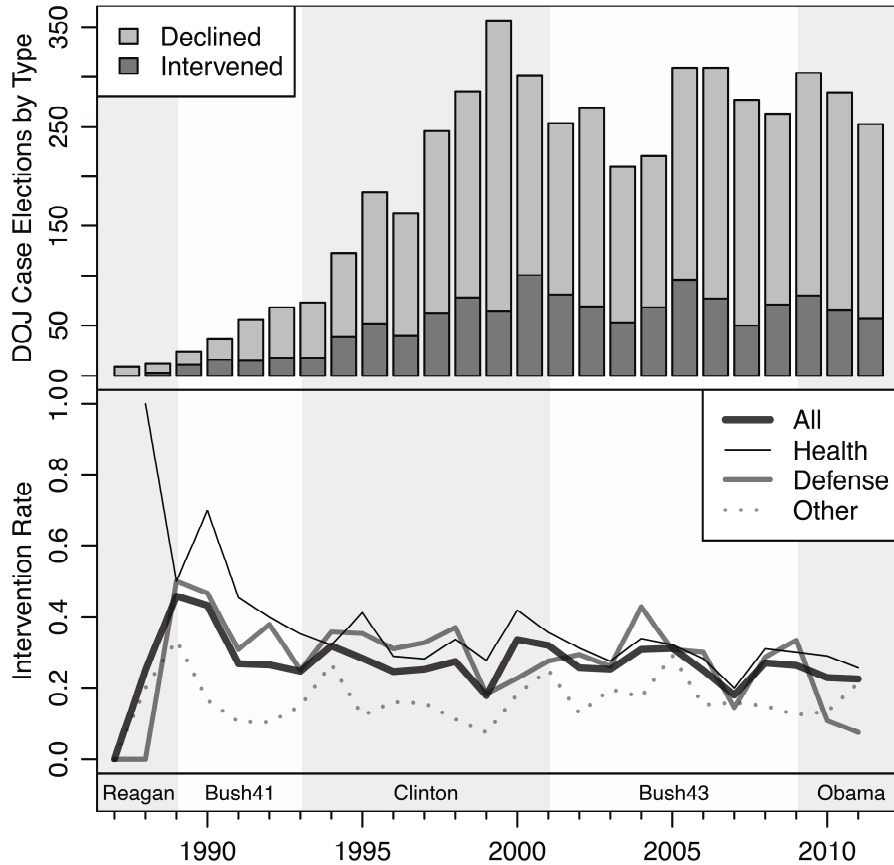 DOJ Case Elections by Type
350
250
150
50
0
Declined
Intervened
Intervention Rate
1.0
0.8
0.6
0.4
0.2
0.0
All
Health
Defense
Other
Reagan Bush41 Clinton Bush43 Obama
1990 1995 2000 2005 2010